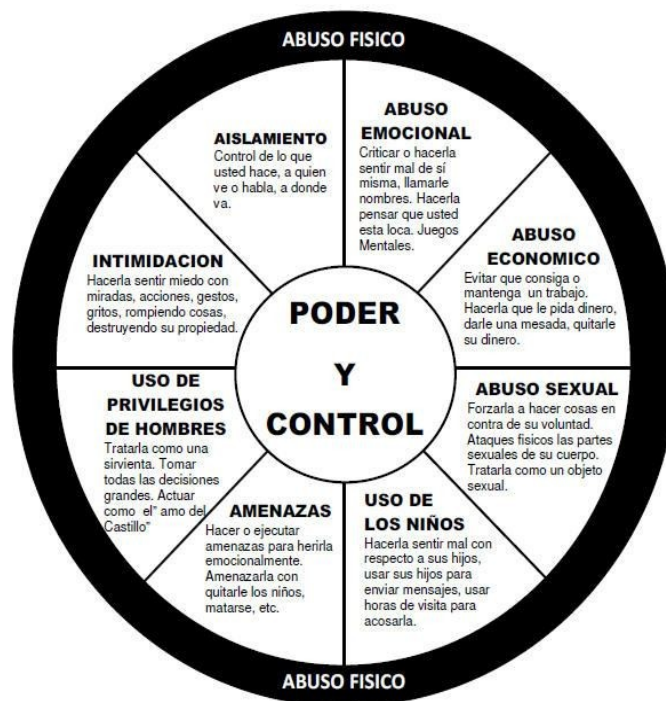 ABUSO FISICO
AISLAMIENTO
Control de lo que
usted hace, a quien
ve o habla, a donde
va.
ABUSO
EMOCIONAL
Criticar o hacerla
sentir mal de sí
misma, llamarle
nombres. Hacerla
pensar que usted
esta loca. Juegos
Mentales.
ABUSO
ECONOMICO
Evitar que consiga o
mantenga un trabajo.
Hacerla que le pida dinero,
darle una mesada, quitarle
su dinero.
ABUSO SEXUAL
Forzarla a hacer cosas en
contra de su voluntad.
Ataques fisicos las partes
sexuales de su cuerpo.
Tratarla como un objeto
sexual.
USO DE
LOS NIÑOS
Hacerla sentir mal con
respecto a sus hijos,
usar sus hijos para
enviar mensajes, usar
horas de visita para
acosarla.
AMENAZAS
Hacer o ejecutar
amenazas para herirla
emocionalmente.
Amenazarla con
quitarle los niños,
matarse, etc.
USO DE
PRIVILEGIOS
DE HOMBRES
Tratarla como una
sirvienta. Tomar
todas las decisiones
grandes. Actuar
como el" amo del
Castillo"
INTIMIDACION
Hacerla sentir miedo con
miradas, acciones, gestos,
gritos, rompiendo cosas,
destruyendo su propiedad.
PODER
Y
CONTROL
ABUSO FISICO